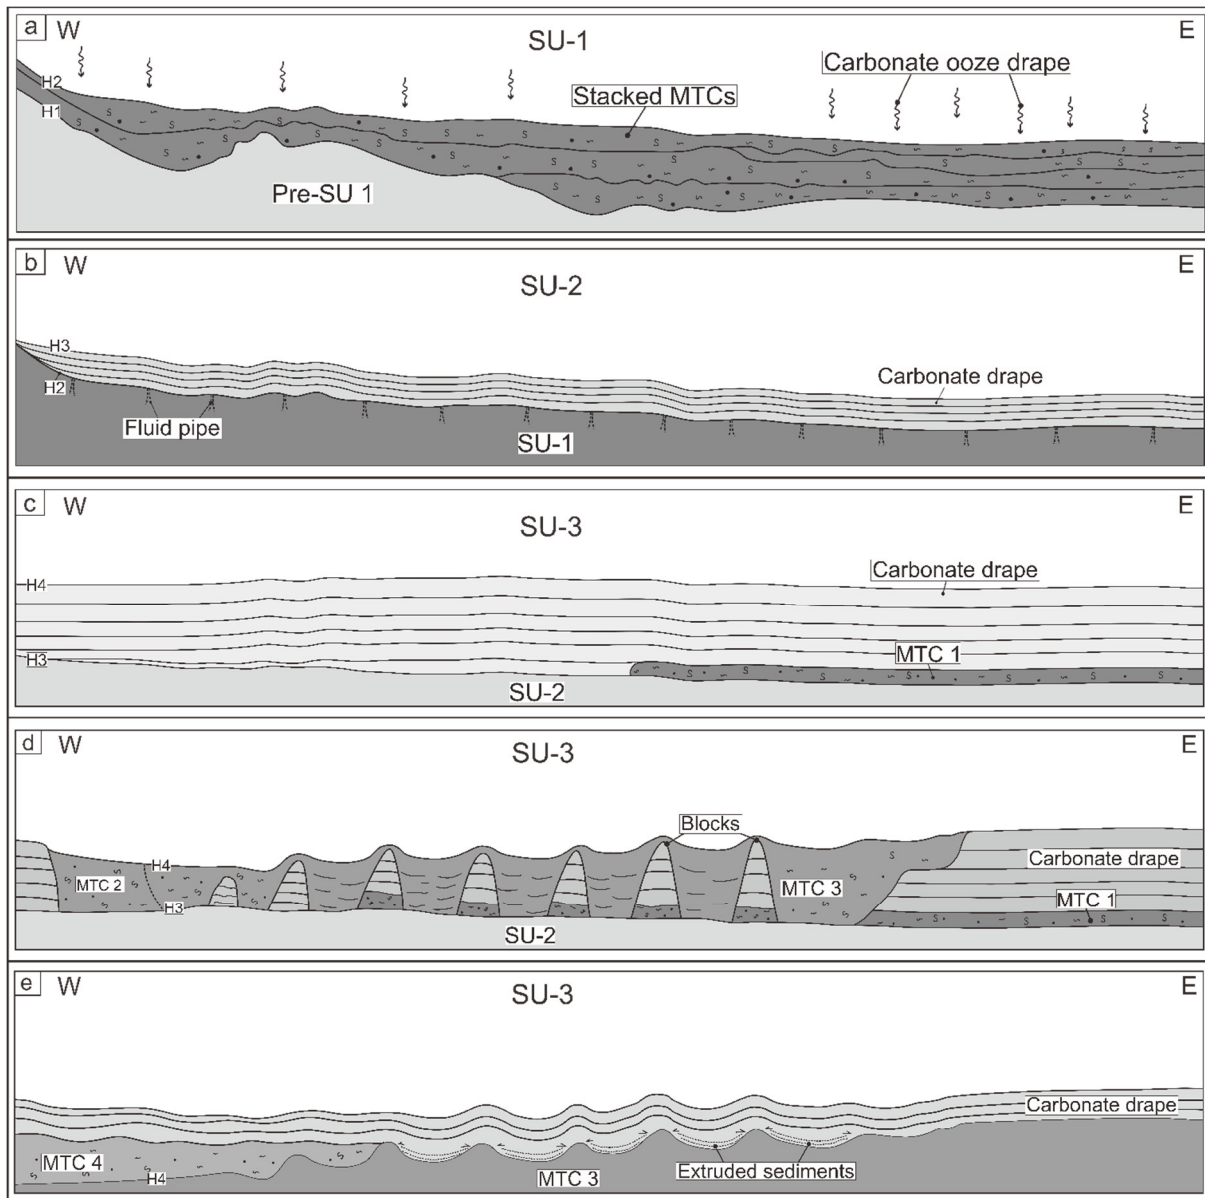 a W SU-1 E
Carbonate ooze drape
Stacked MTCs
H2
H1
Pre-SU 1
b W SU-2 E
H3
Carbonate drape
H2
Fluid pipe
SU-1
c W SU-3 E
Carbonate drape
H4
MTC 1
H3
SU-2
d W SU-3 E
Blocks
H4
Carbonate drape
MTC 2
MTC 3
MTC 1
H3
SU-2
e W SU-3 E
Carbonate drape
MTC 4
Extruded sediments
H4
MTC 3